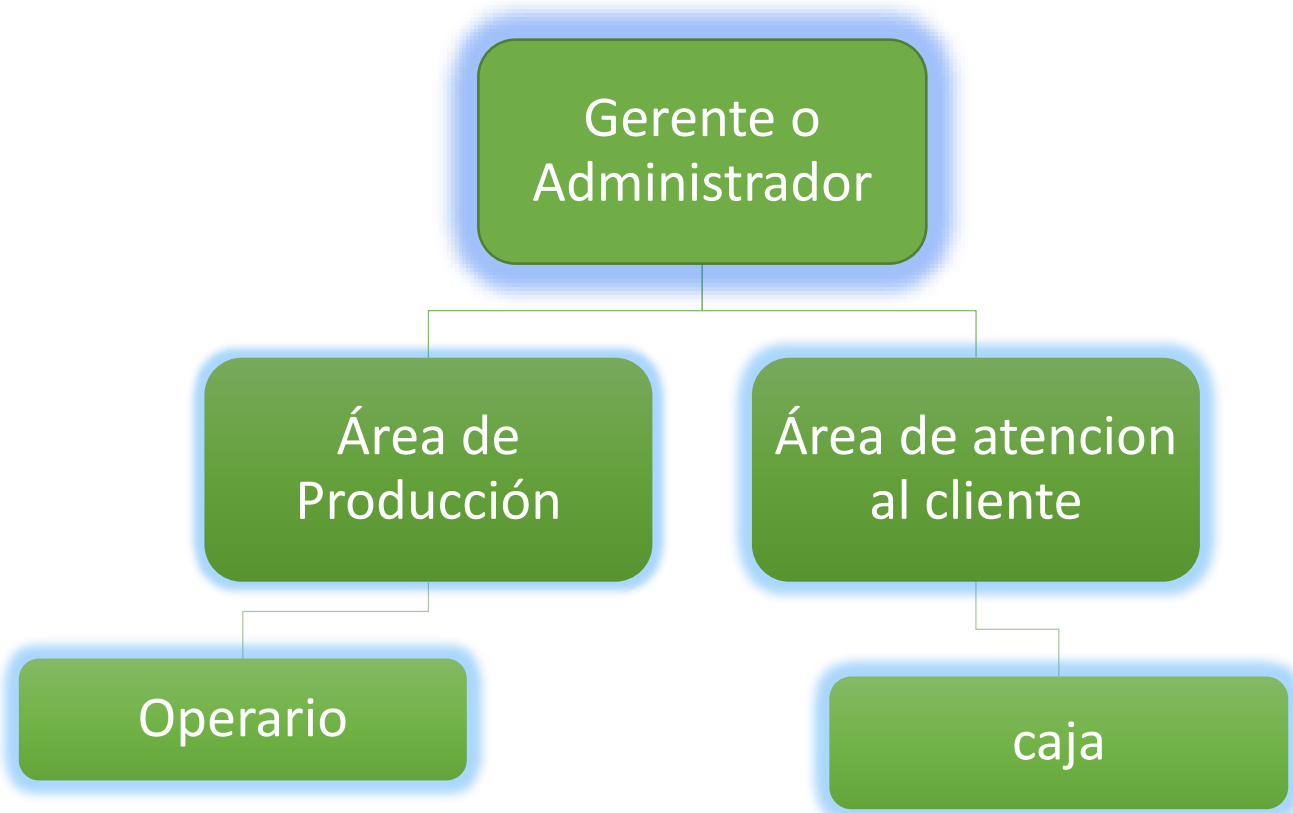 Gerente o
Administrador
Área de
Producción
Área de atencion
al cliente
Operario
caja